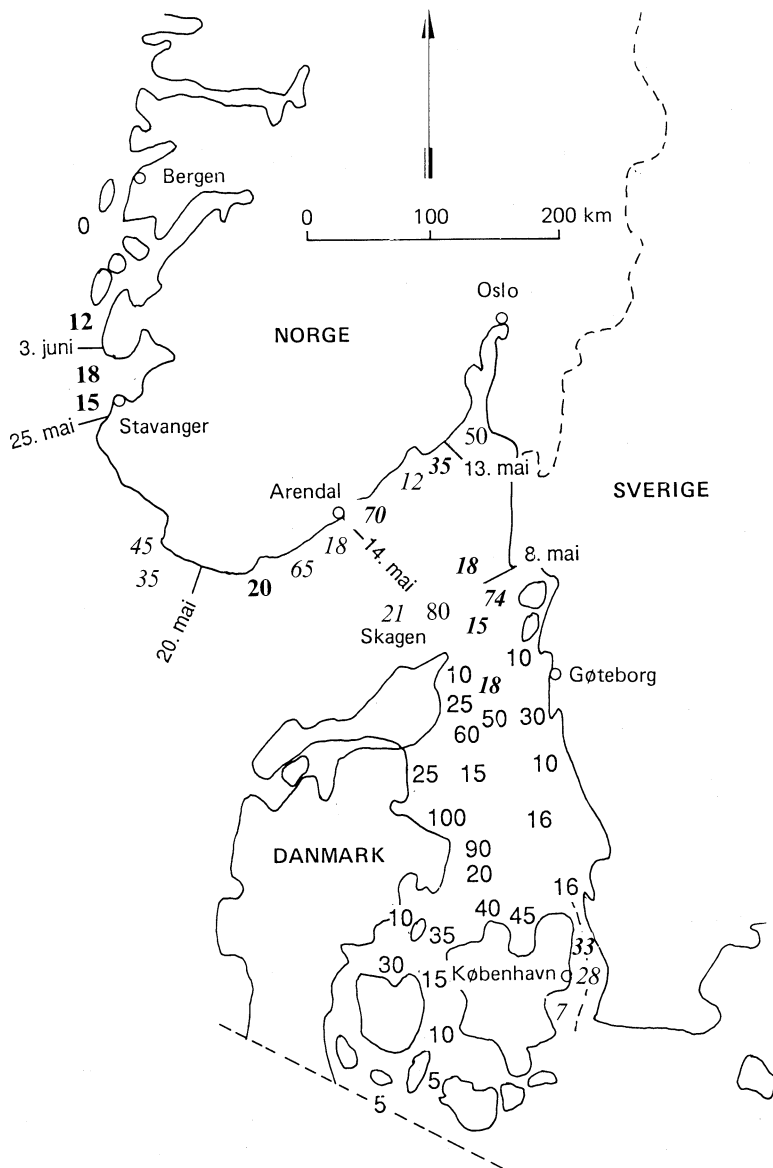 Bergen
0
0 100 200 km
Oslo
12
NORGE
3. juni
18
15
25. mai
Stavanger
50
35
13. mai
12
Arendal
SVERIGE
70
45
18
14. mai
35
65
20
20. mai
18
8. mai
74
21
80
15
Skagen
10
10
18
Gøteborg
25
50
30
60
25
15
10
100
16
DANMARK
90
20
16
10
40
45
35
33
30
15
København
28
7
10
5
5